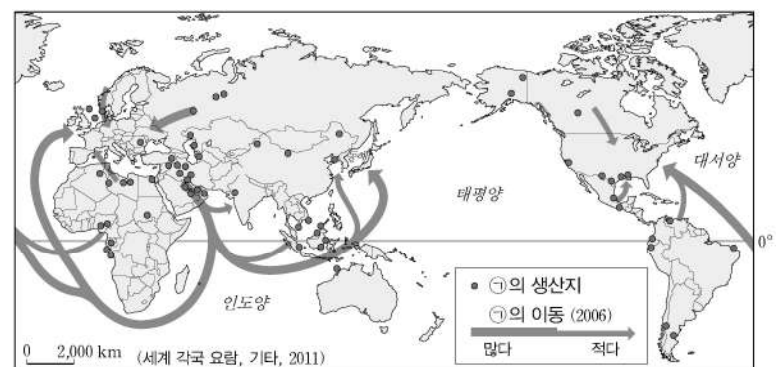 대서양
태평양
0°
인도양
㉠의 생산지
㉠의 이동 (2006)
많다 적다
0 2,000 km (세계 각국 요람, 기타, 2011)